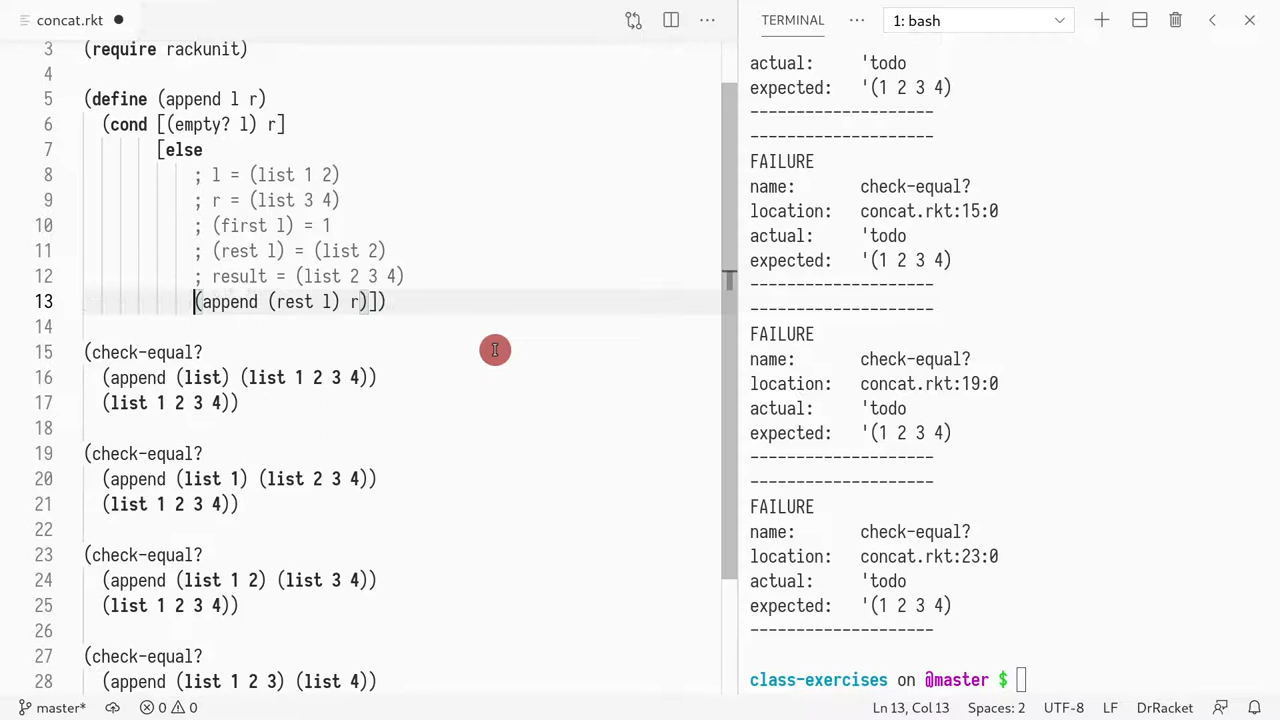 concat.rkt
TERMINAL
1: bash
3 (require rackunit)
4
5 (define (append l r)
6 (cond [(empty? l) r]
7 [else
8 ; l = (list 1 2)
9 ; r = (list 3 4)
10 ; (first l) = 1
11 ; (rest l) = (list 2)
12 ; result = (list 2 3 4)
13 (append (rest l) r)])
14
15 (check-equal?
16 (append (list) (list 1 2 3 4))
17 (list 1 2 3 4))
18
19 (check-equal?
20 (append (list 1) (list 2 3 4))
21 (list 1 2 3 4))
22
23 (check-equal?
24 (append (list 1 2) (list 3 4))
25 (list 1 2 3 4))
26
27 (check-equal?
28 (append (list 1 2 3) (list 4))
actual: 'todo
expected: '(1 2 3 4)
--------------------
--------------------
FAILURE
name: check-equal?
location: concat.rkt:15:0
actual: 'todo
expected: '(1 2 3 4)
--------------------
--------------------
FAILURE
name: check-equal?
location: concat.rkt:19:0
actual: 'todo
expected: '(1 2 3 4)
--------------------
--------------------
FAILURE
name: check-equal?
location: concat.rkt:23:0
actual: 'todo
expected: '(1 2 3 4)
--------------------
class-exercises on @master $
master* 0 0 Ln 13, Col 13 Spaces: 2 UTF-8 LF DrRacket